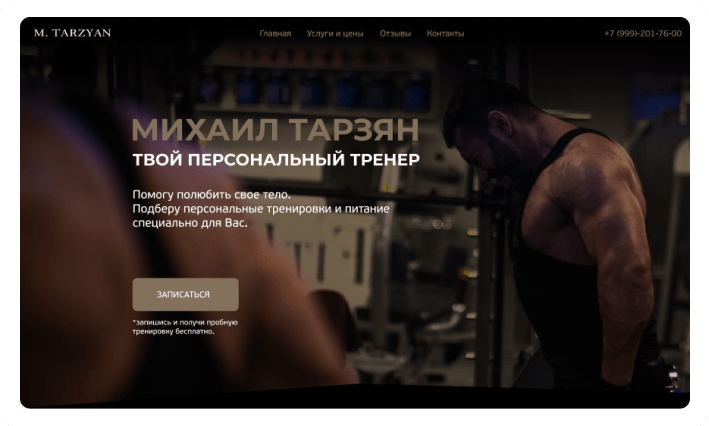 M. TARZYAN
Главная Услуги и цены Отзывы Контакты
+7 (999)-201-76-00
МИХАИЛ ТАРЗЯН
ТВОЙ ПЕРСОНАЛЬНЫЙ ТРЕНЕР
Помогу полюбить свое тело.
Подберу персональные тренировки и питание
специально для Вас.
ЗАПИСАТЬСЯ
*запишись и получи пробную
тренировку бесплатно.